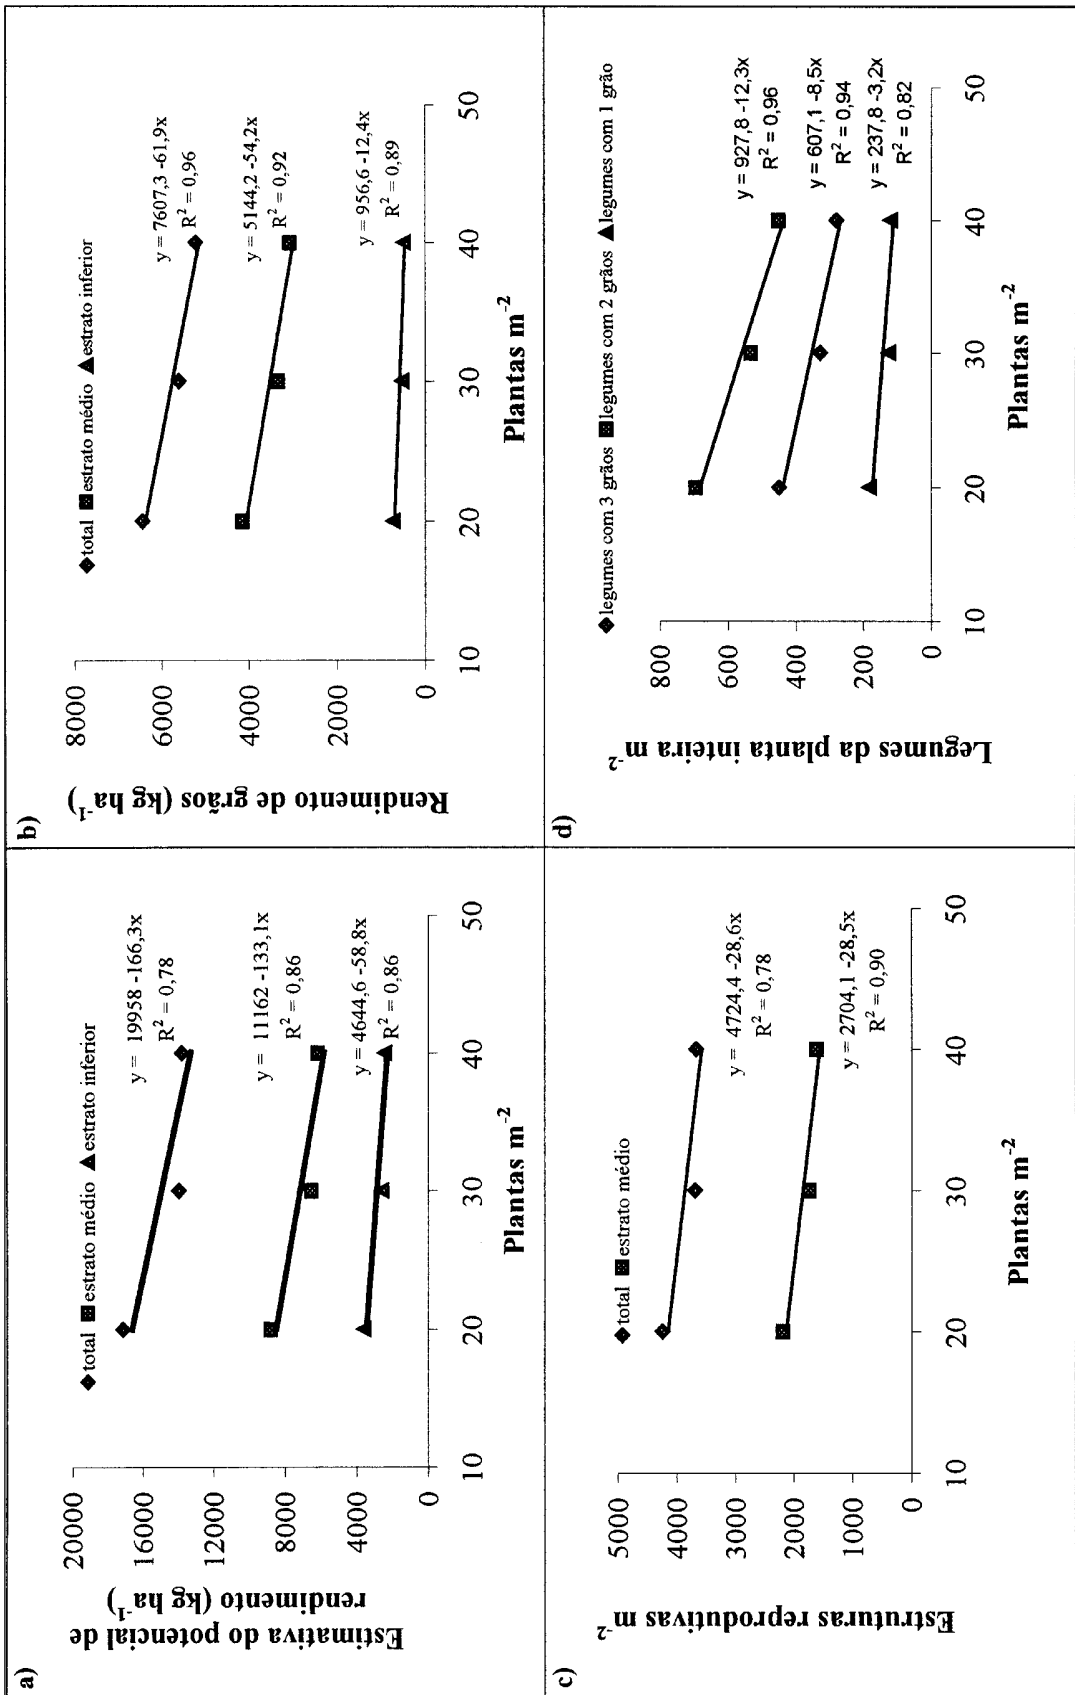 a)
Estimativa do potencial de
rendimento (kg ha⁻¹)
20000
16000
12000
8000
4000
0
10
20
30
40
50
Plantas m⁻²
total estrato médio estrato inferior
y = 19958 -166,3x
R² = 0,78
y = 11162 -133,1x
R² = 0,86
y = 4644,6 -58,8x
R² = 0,86
b)
Rendimento de grãos (kg ha⁻¹)
8000
6000
4000
2000
0
10
20
30
40
50
Plantas m⁻²
total estrato médio estrato inferior
y = 7607,3 -61,9x
R² = 0,96
y = 5144,2 -54,2x
R² = 0,92
y = 956,6 -12,4x
R² = 0,89
c)
Estruturas reprodutivas m⁻²
5000
4000
3000
2000
1000
0
10
20
30
40
50
Plantas m⁻²
total estrato médio
y = 4724,4 -28,6x
R² = 0,78
y = 2704,1 -28,5x
R² = 0,90
d)
Legumes da planta inteira m⁻²
800
600
400
200
0
10
20
30
40
50
Plantas m⁻²
legumes com 3 grãos legumes com 2 grãos legumes com 1 grão
y = 927,8 -12,3x
R² = 0,96
y = 607,1 -8,5x
R² = 0,94
y = 237,8 -3,2x
R² = 0,82